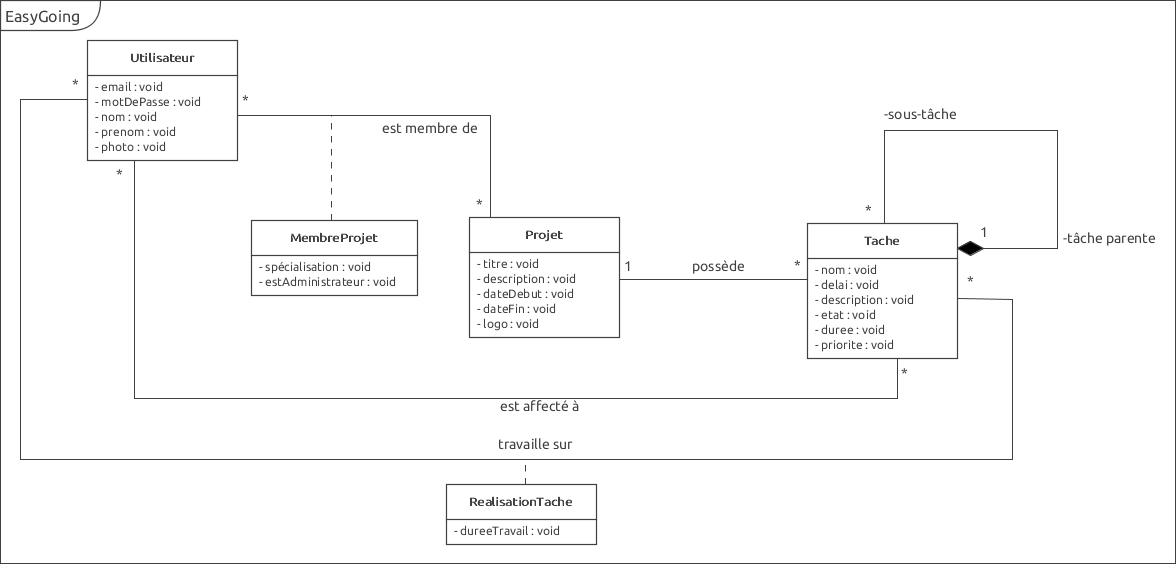 EasyGoing
Utilisateur
- email : void
- motDePasse : void
- nom : void
- prenom : void
- photo : void
*
*
*
est membre de
*
MembreProjet
- spécialisation : void
- estAdministrateur : void
Projet
- titre : void
- description : void
- dateDebut : void
- dateFin : void
- logo : void
1
possède
*
-sous-tâche
*
1
-tâche parente
Tache
- nom : void
- delai : void
- description : void
- etat : void
- duree : void
- priorite : void
*
*
est affecté à
travaille sur
RealisationTache
- dureeTravail : void